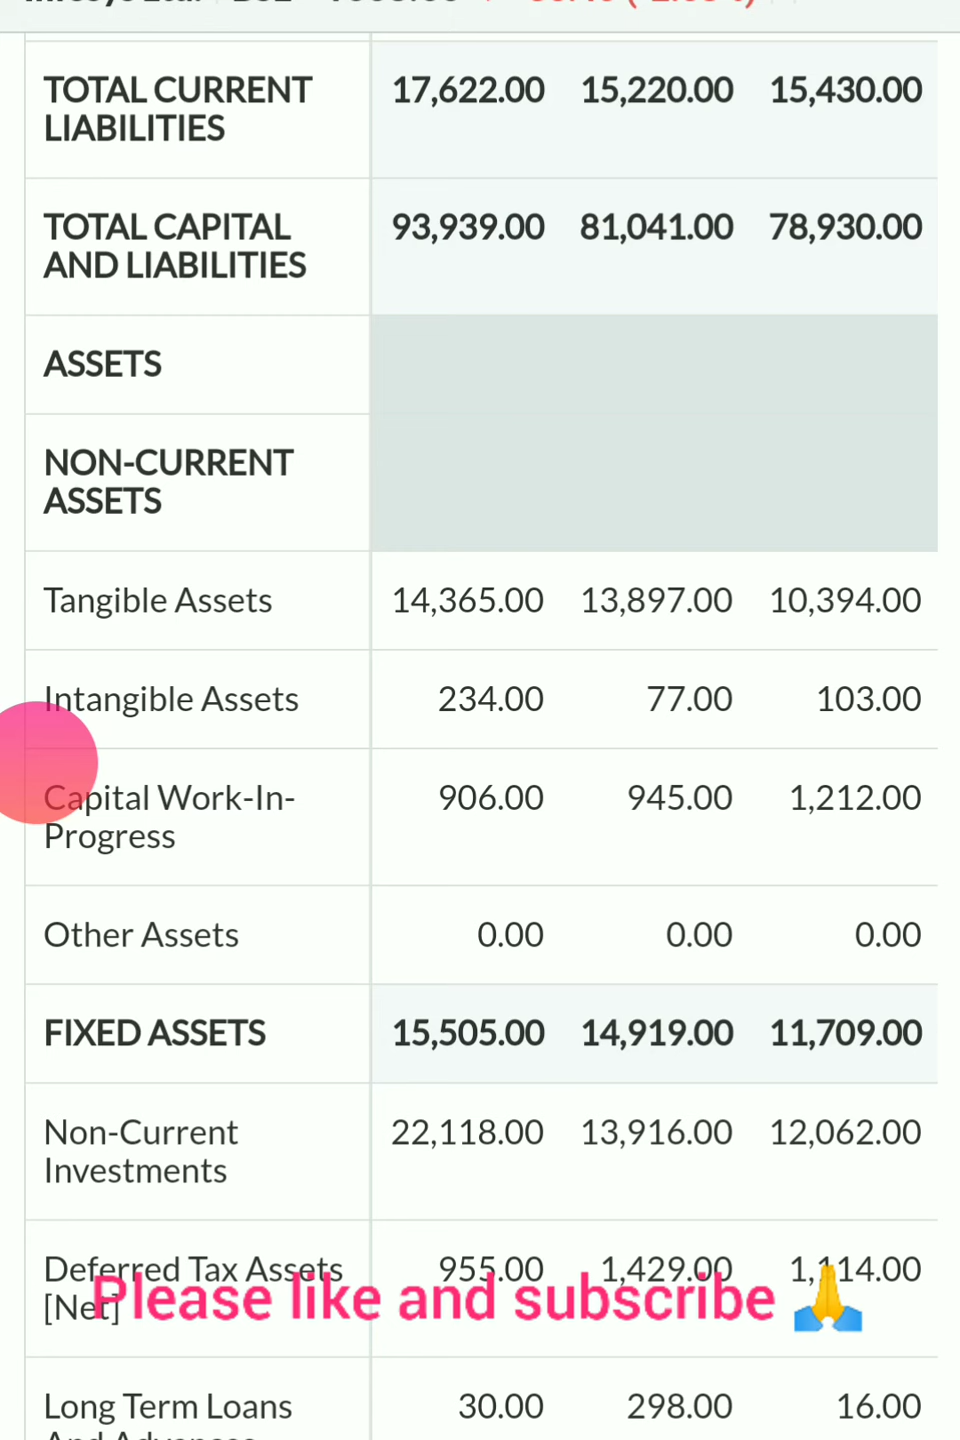 TOTAL CURRENT 17,622.00 15,220.00 15,430.00
LIABILITIES
TOTAL CAPITAL 93,939.00 81,041.00 78,930.00
AND LIABILITIES
ASSETS
NON-CURRENT
ASSETS
Tangible Assets 14,365.00 13,897.00 10,394.00
Intangible Assets 234.00 77.00 103.00
Capital Work-In- 906.00 945.00 1,212.00
Progress
Other Assets 0.00 0.00 0.00
FIXED ASSETS 15,505.00 14,919.00 11,709.00
Non-Current 22,118.00 13,916.00 12,062.00
Investments
Deferred Tax Assets 955.00 1,429.00 1,114.00
[Net]
Please like and subscribe 🙏
Long Term Loans 30.00 298.00 16.00
And Advances